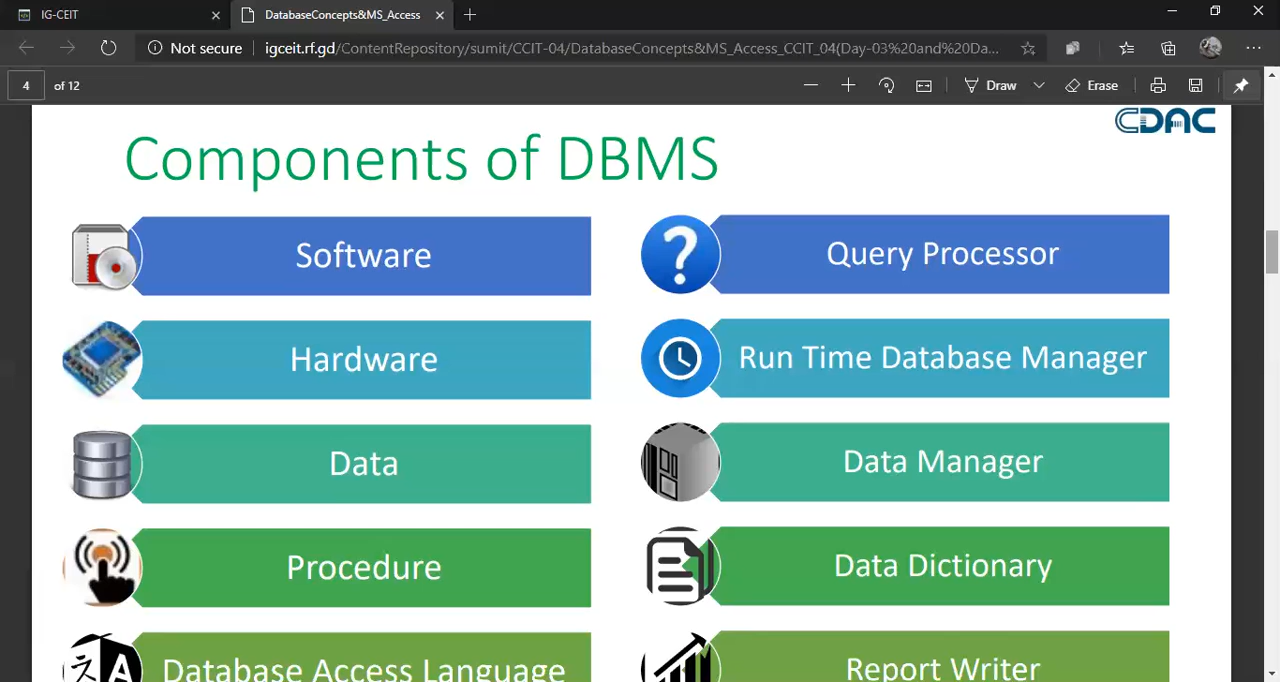 IG-CEIT
DatabaseConcepts&MS_Access
Not secure
igceit.rf.gd/ContentRepository/sumit/CCIT-04/DatabaseConcepts&MS_Access_CCIT_04(Day-03%20and%20Da...
4 of 12
Draw
Erase
CDAC
Components of DBMS
Software
Query Processor
Hardware
Run Time Database Manager
Data
Data Manager
Procedure
Data Dictionary
Database Access Language
Report Writer